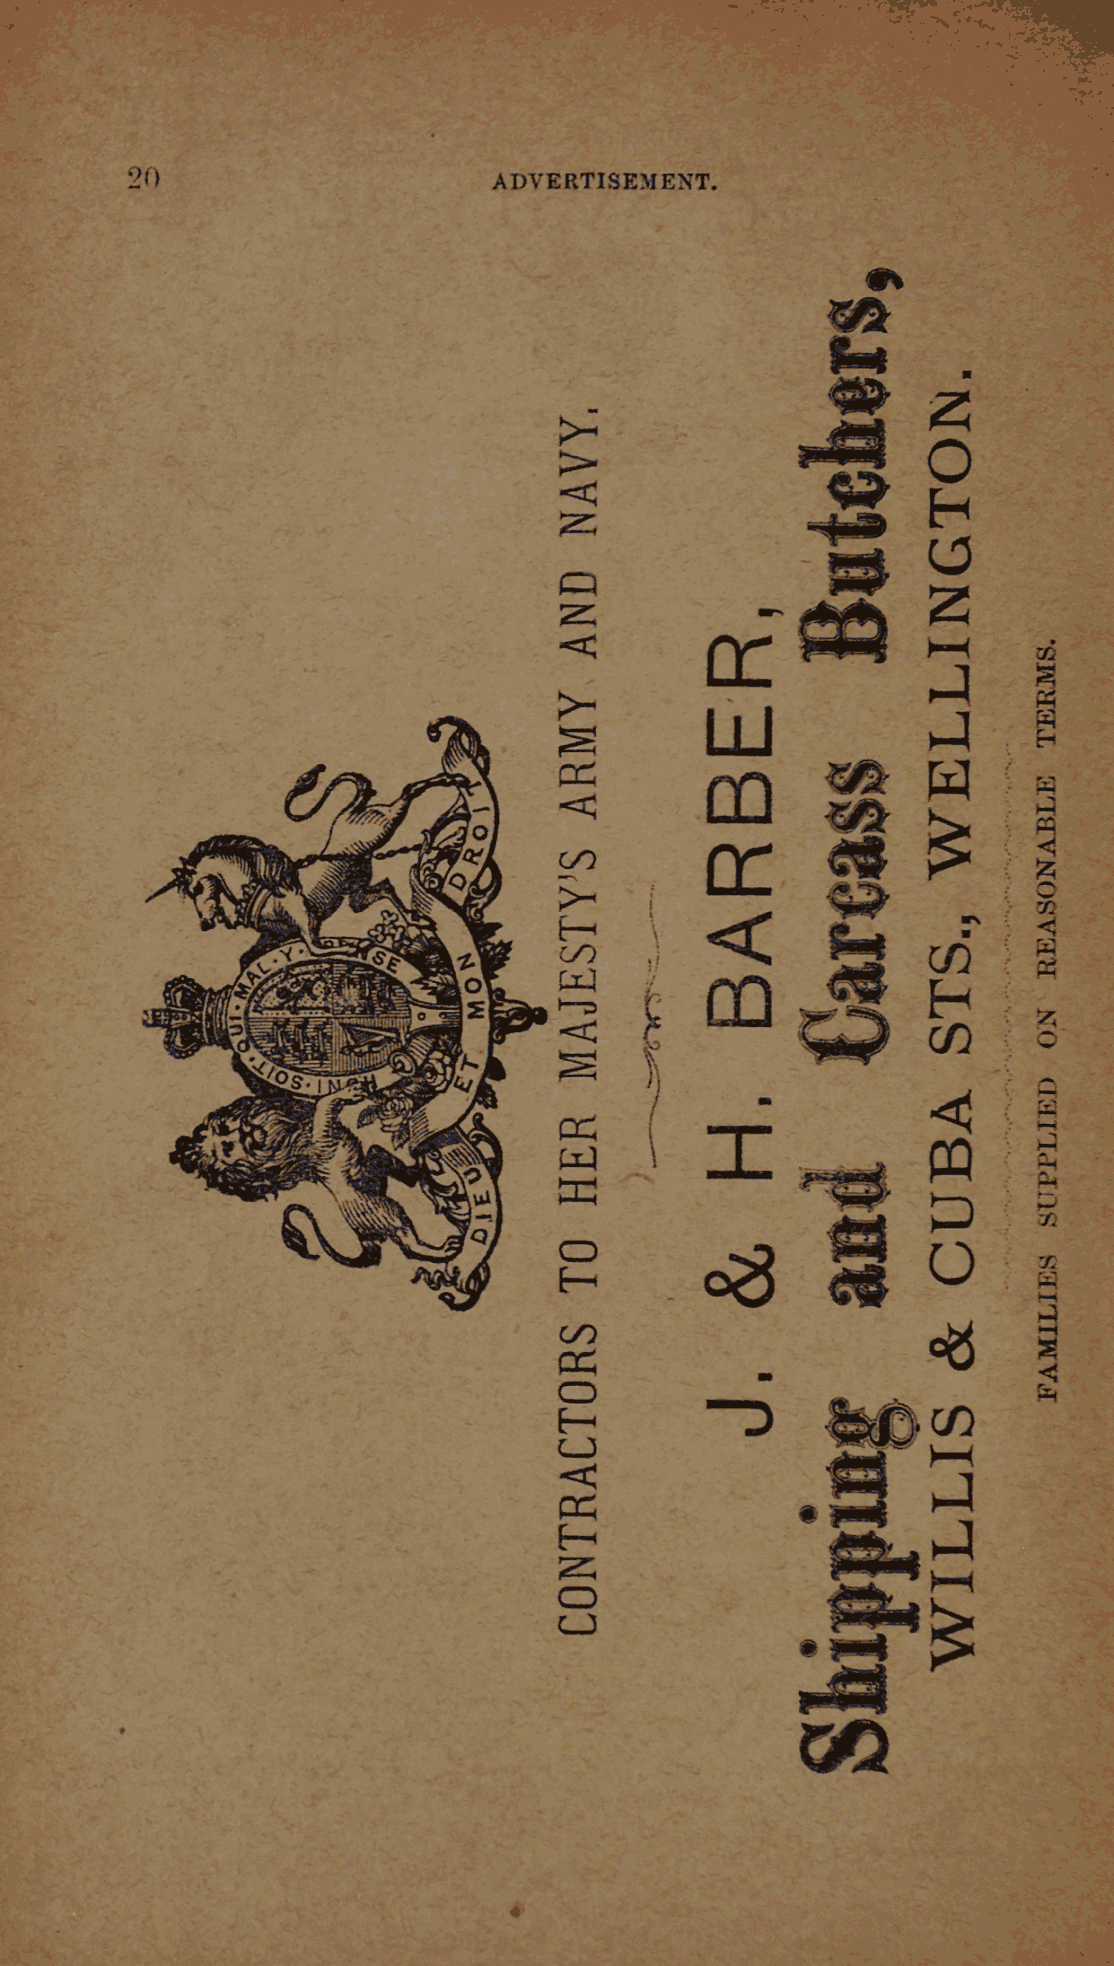 20
ADVERTISEMENT.
HONI·SOIT·QUI·MAL·Y·PENSE
DIEU ET MON DROIT
CONTRACTORS TO HER MAJESTY'S ARMY AND NAVY.
J. & H. BARBER,
Shipping and Carcass Butchers,
WILLIS & CUBA STS., WELLINGTON.
FAMILIES SUPPLIED ON REASONABLE TERMS.